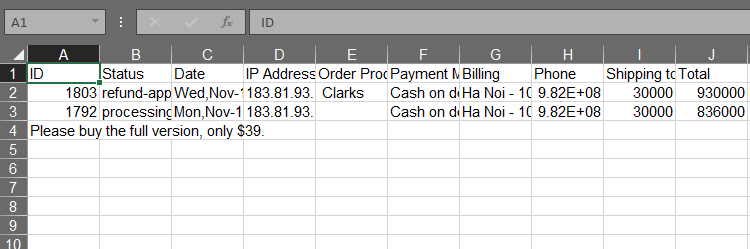 A1 fx ID
A B C D E F G H I J
1 ID Status Date IP Address Order Proc Payment M Billing Phone Shipping to Total
2 1803 refund-app Wed,Nov-1 183.81.93. Clarks Cash on de Ha Noi - 10 9.82E+08 30000 930000
3 1792 processing Mon,Nov-1 183.81.93. Cash on de Ha Noi - 10 9.82E+08 30000 836000
4 Please buy the full version, only $39.
5
6
7
8
9
10